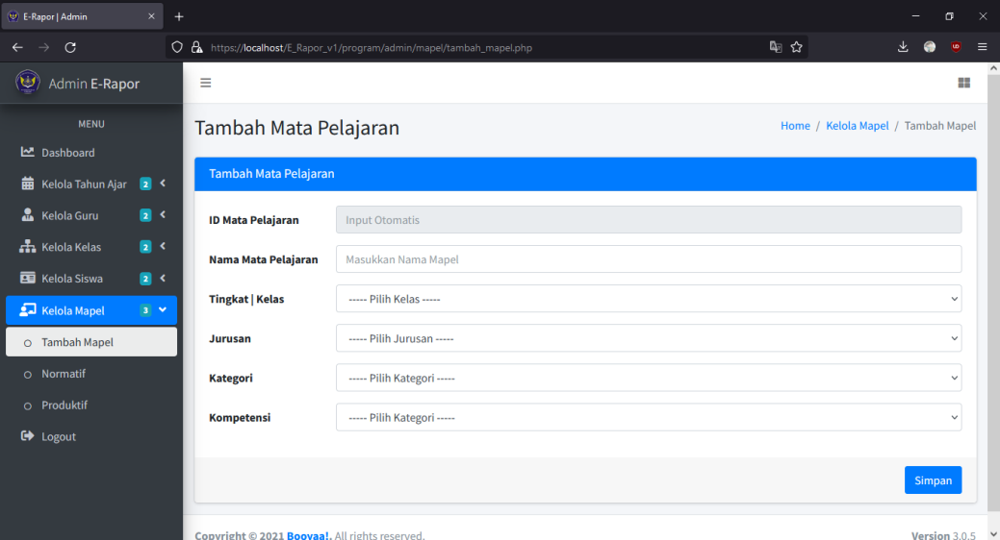 E-Rapor | Admin
https://localhost/E_Rapor_v1/program/admin/mapel/tambah_mapel.php
Admin E-Rapor
MENU
Dashboard
Kelola Tahun Ajar 2
Kelola Guru 2
Kelola Kelas 2
Kelola Siswa 2
Kelola Mapel 3
Tambah Mapel
Normatif
Produktif
Logout
Tambah Mata Pelajaran
Home / Kelola Mapel / Tambah Mapel
Tambah Mata Pelajaran
ID Mata Pelajaran Input Otomatis
Nama Mata Pelajaran Masukkan Nama Mapel
Tingkat | Kelas ----- Pilih Kelas -----
Jurusan ----- Pilih Jurusan -----
Kategori ----- Pilih Kategori -----
Kompetensi ----- Pilih Kategori -----
Simpan
Copyright © 2021 Booyaa!. All rights reserved. Version 3.0.5